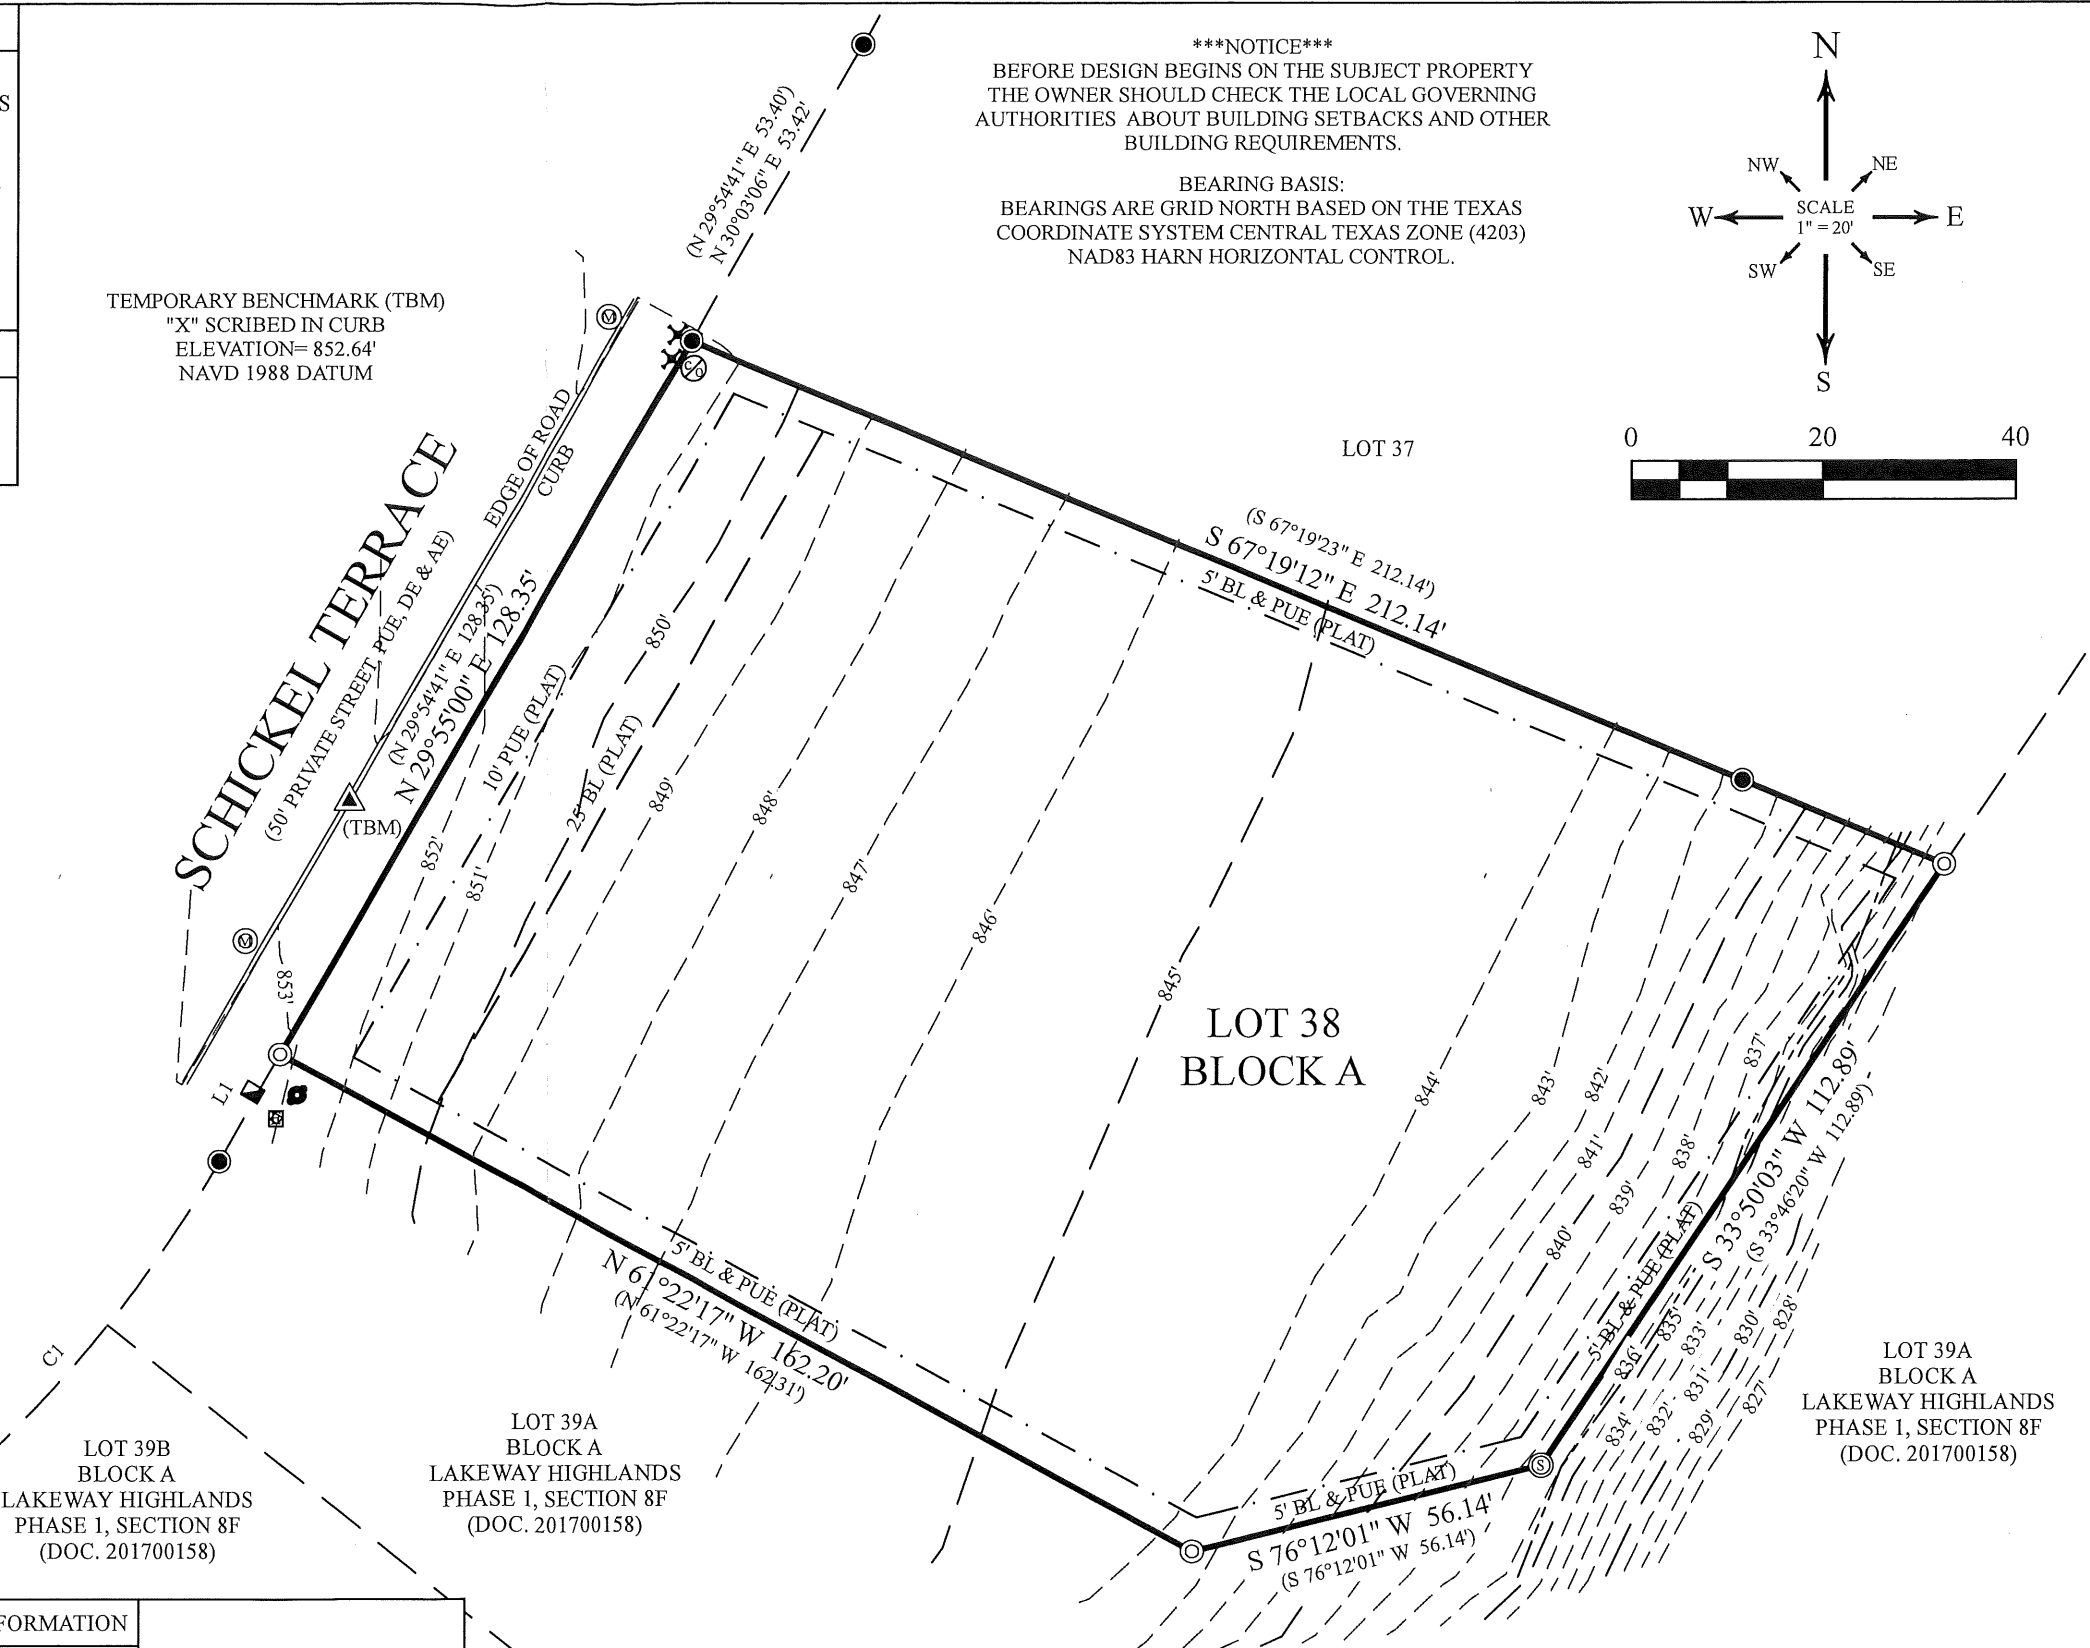 ***NOTICE***
BEFORE DESIGN BEGINS ON THE SUBJECT PROPERTY
THE OWNER SHOULD CHECK THE LOCAL GOVERNING
AUTHORITIES ABOUT BUILDING SETBACKS AND OTHER
BUILDING REQUIREMENTS.
BEARING BASIS:
BEARINGS ARE GRID NORTH BASED ON THE TEXAS
COORDINATE SYSTEM CENTRAL TEXAS ZONE (4203)
NAD83 HARN HORIZONTAL CONTROL.
N
NW
NE
W
SCALE
1" = 20'
E
SW
SE
S
0 20 40
S
(N 29°54'41" E 53.40')
N 30°03'06" E 53.42'
TEMPORARY BENCHMARK (TBM)
"X" SCRIBED IN CURB
ELEVATION= 852.64'
NAVD 1988 DATUM
M
C/O
LOT 37
EDGE OF ROAD
CURB
SCHICKEL TERRACE
(50' PRIVATE STREET, PUE, DE & AE)
(N 29°54'41" E 128.35')
N 29°55'00" E 128.35'
(S 67°19'23" E 212.14')
S 67°19'12" E 212.14'
5' BL & PUE (PLAT)
10' PUE (PLAT)
25' BL (PLAT)
(TBM)
M
853'
852'
851'
850'
849'
848'
847'
846'
845'
844'
843'
842'
841'
840'
839'
838'
837'
LOT 38
BLOCK A
L1
C1
5' BL & PUE (PLAT)
N 61°22'17" W 162.20'
(N 61°22'17" W 162.31')
5' BL & PUE (PLAT)
S 33°50'03" W 112.89'
(S 33°46'20" W 112.89')
836'
835'
834'
833'
832'
831'
830'
829'
828'
827'
S
5' BL & PUE (PLAT)
S 76°12'01" W 56.14'
(S 76°12'01" W 56.14')
LOT 39A
BLOCK A
LAKEWAY HIGHLANDS
PHASE 1, SECTION 8F
(DOC. 201700158)
LOT 39A
BLOCK A
LAKEWAY HIGHLANDS
PHASE 1, SECTION 8F
(DOC. 201700158)
LOT 39B
BLOCK A
LAKEWAY HIGHLANDS
PHASE 1, SECTION 8F
(DOC. 201700158)
FORMATION